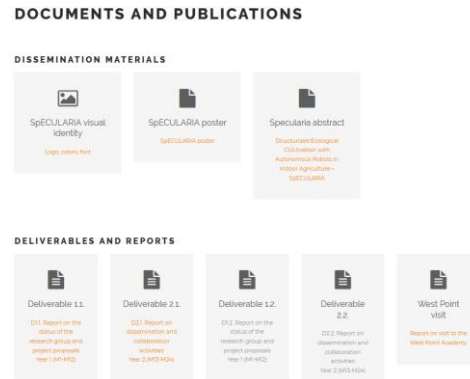 DOCUMENTS AND PUBLICATIONS
DISSEMINATION MATERIALS
SpECULARIA visual
identity
Logo, colors, font
SpECULARIA poster
SpECULARIA poster
Specularia abstract
Structurized Ecological
CUltivation with
Autonomous Robots in
Indoor Agriculture –
SpECULARIA
DELIVERABLES AND REPORTS
Deliverable 1.1.
D1.1. Report on the
status of the
research group and
project proposals
Year 1 (M1-M12)
Deliverable 2.1.
D2.1. Report on
dissemination and
collaboration
activities
Year 2 (M13-M24)
Deliverable 1.2.
D1.2. Report on the
status of the
research group and
project proposals
Year 1 (M1-M12)
Deliverable
2.2.
D2.2. Report on
dissemination and
collaboration
activities
Year 2 (M13-M24)
West Point
visit
Report on visit to the
West Point Academy